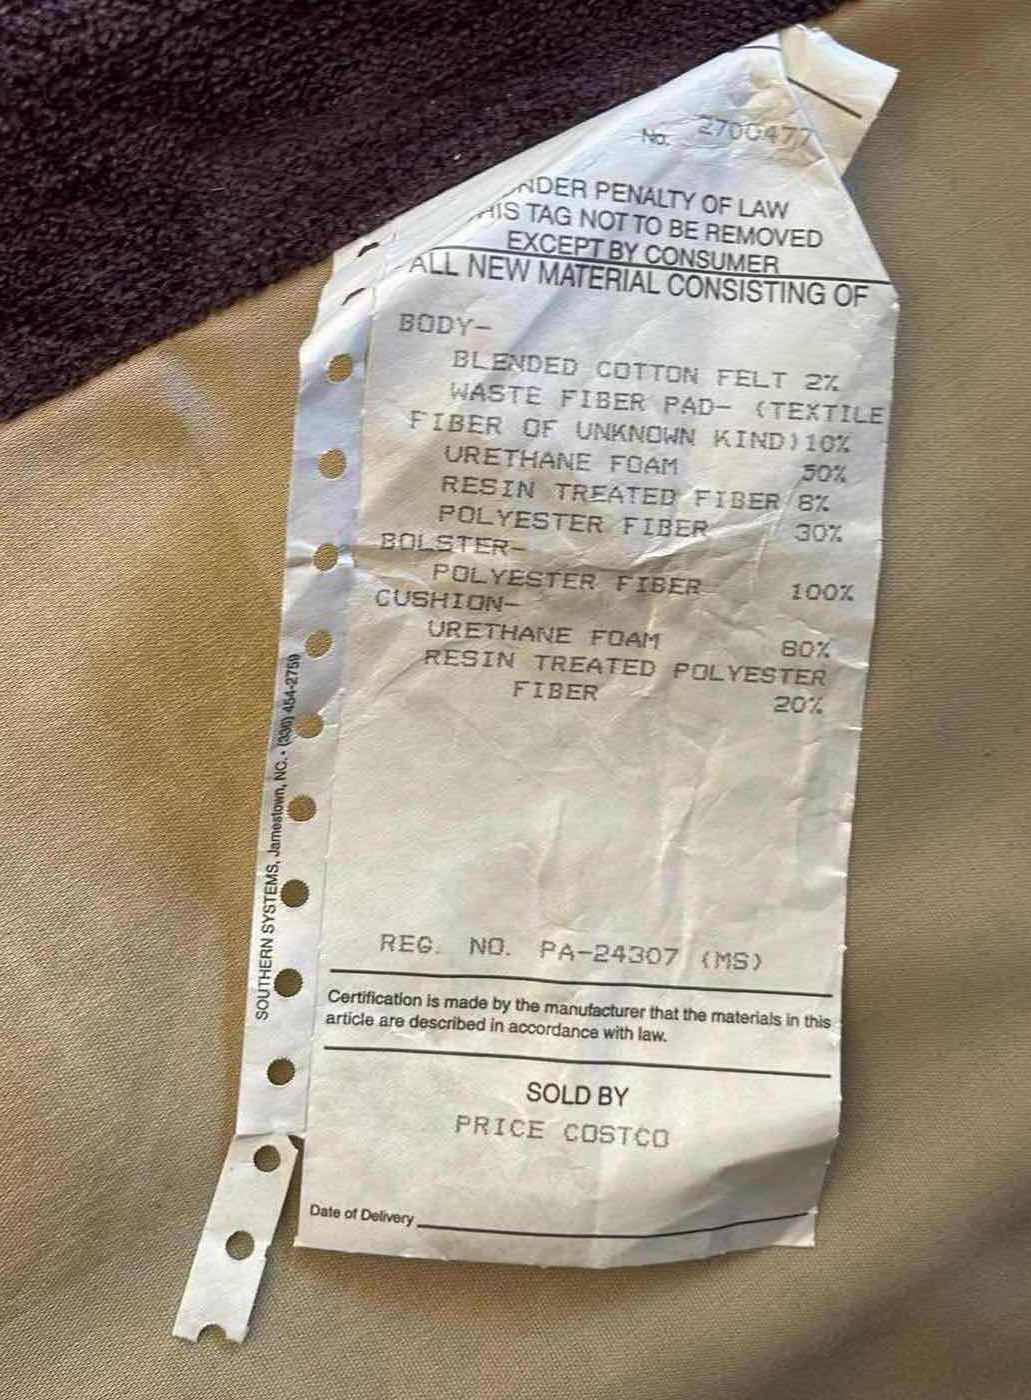 No. 2700477
NDER PENALTY OF LAW
HIS TAG NOT TO BE REMOVED
EXCEPT BY CONSUMER
ALL NEW MATERIAL CONSISTING OF
BODY-
BLENDED COTTON FELT 2%
WASTE FIBER PAD- (TEXTILE
FIBER OF UNKNOWN KIND)10%
URETHANE FOAM 50%
RESIN TREATED FIBER 8%
POLYESTER FIBER 30%
BOLSTER-
POLYESTER FIBER 100%
CUSHION-
URETHANE FOAM 80%
RESIN TREATED POLYESTER
FIBER 20%
REG. NO. PA-24307 (MS)
Certification is made by the manufacturer that the materials in this
article are described in accordance with law.
SOLD BY
PRICE COSTCO
Date of Delivery
SOUTHERN SYSTEMS, Jamestown, NC. • 454-2759